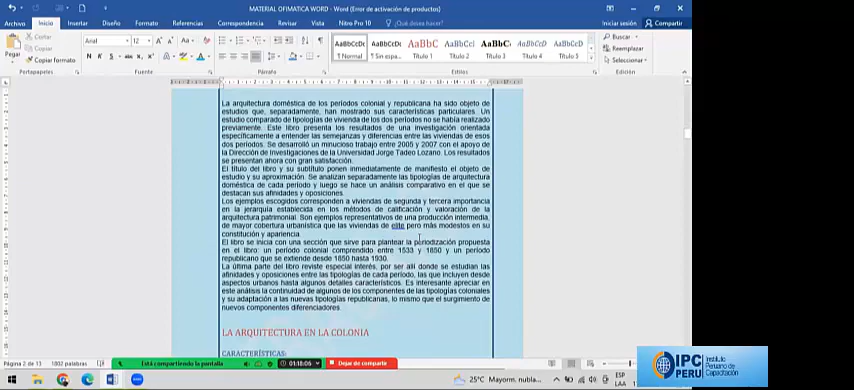 MATERIAL OFIMATICA WORD - Word (Error de activación de productos)
Archivo Inicio Insertar Diseño Formato Referencias Correspondencia Revisar Vista Nitro Pro 10 ¿Qué desea hacer? Iniciar sesión Compartir
Pegar
Cortar
Copiar
Copiar formato
Portapapeles
Arial 12
N K S
Fuente
Párrafo
AaBbCcDc AaBbCcDc AaBbC AaBbCcI AaBbC AaBbCcD AaBbCcD
¶ Normal ¶ Sin espa... Título 1 Título 2 Título 3 Título 4 Título 5
Estilos
Buscar
Reemplazar
Seleccionar
Edición
La arquitectura doméstica de los períodos colonial y republicana ha sido objeto de
estudios que, separadamente, han mostrado sus características particulares. Un
estudio comparado de tipologías de vivienda de los dos períodos no se había realizado
previamente. Este libro presenta los resultados de una investigación orientada
específicamente a entender las semejanzas y diferencias entre las viviendas de esos
dos períodos. Se desarrolló un minucioso trabajo entre 2005 y 2007 con el apoyo de
la Dirección de Investigaciones de la Universidad Jorge Tadeo Lozano. Los resultados
se presentan ahora con gran satisfacción.
El título del libro y su subtítulo ponen inmediatamente de manifiesto el objeto de
estudio y su aproximación. Se analizan separadamente las tipologías de arquitectura
doméstica de cada período y luego se hace un análisis comparativo en el que se
destacan sus afinidades y oposiciones.
Los ejemplos escogidos corresponden a viviendas de segunda y tercera importancia
en la jerarquía establecida en los métodos de calificación y valoración de la
arquitectura patrimonial. Son ejemplos representativos de una producción intermedia,
de mayor cobertura urbanística que las viviendas de elite pero más modestos en su
constitución y apariencia
El libro se inicia con una sección que sirve para plantear la periodización propuesta
en el libro: un período colonial comprendido entre 1533 y 1850 y un período
republicano que se extiende desde 1850 hasta 1930.
La última parte del libro reviste especial interés, por ser allí donde se estudian las
afinidades y oposiciones entre las tipologías de cada período, las que incluyen desde
aspectos urbanos hasta algunos detalles característicos. Es interesante apreciar en
este análisis la continuidad de algunos de los componentes de las tipologías coloniales
y su adaptación a las nuevas tipologías republicanas, lo mismo que el surgimiento de
nuevos componentes diferenciadores.
LA ARQUITECTURA EN LA COLONIA
CARACTERÍSTICAS:
Página 2 de 13 1802 palabras
Está compartiendo la pantalla 01:18:05 Dejar de compartir
25°C Mayorm. nubla...
ESP
LAA
IPC
PERÚ
Instituto
Peruano de
Capacitación